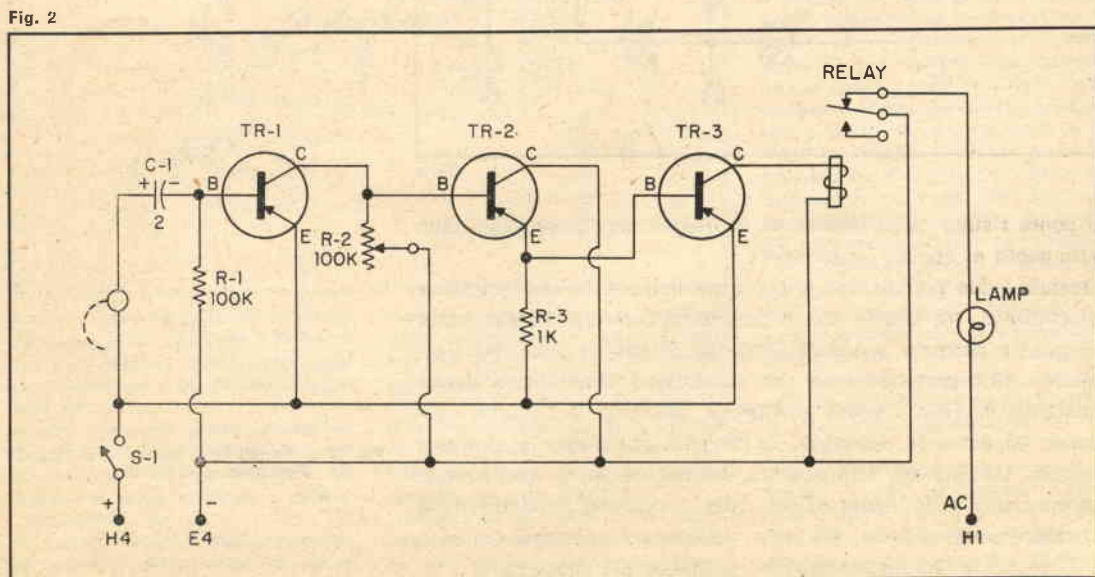 Fig. 2
RELAY
TR-1
TR-2
TR-3
C
C
C
C-1
+
-
B
B
B
2
E
E
E
R-2
100K
R-1
100K
R-3
1K
LAMP
S-1
+
-
AC
H4
E4
H1